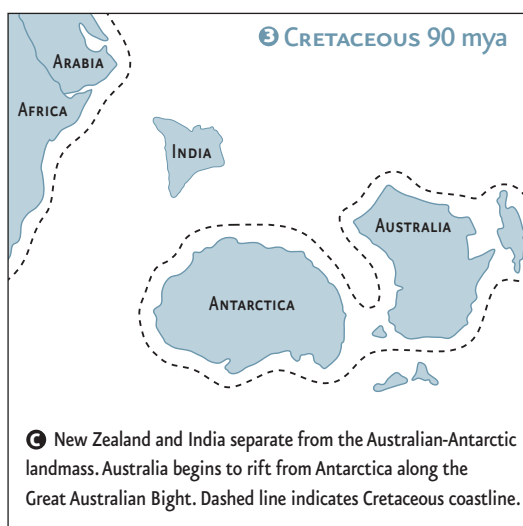 ❸ CRETACEOUS 90 mya
ARABIA
AFRICA
INDIA
AUSTRALIA
ANTARCTICA
C New Zealand and India separate from the Australian-Antarctic
landmass. Australia begins to rift from Antarctica along the
Great Australian Bight. Dashed line indicates Cretaceous coastline.